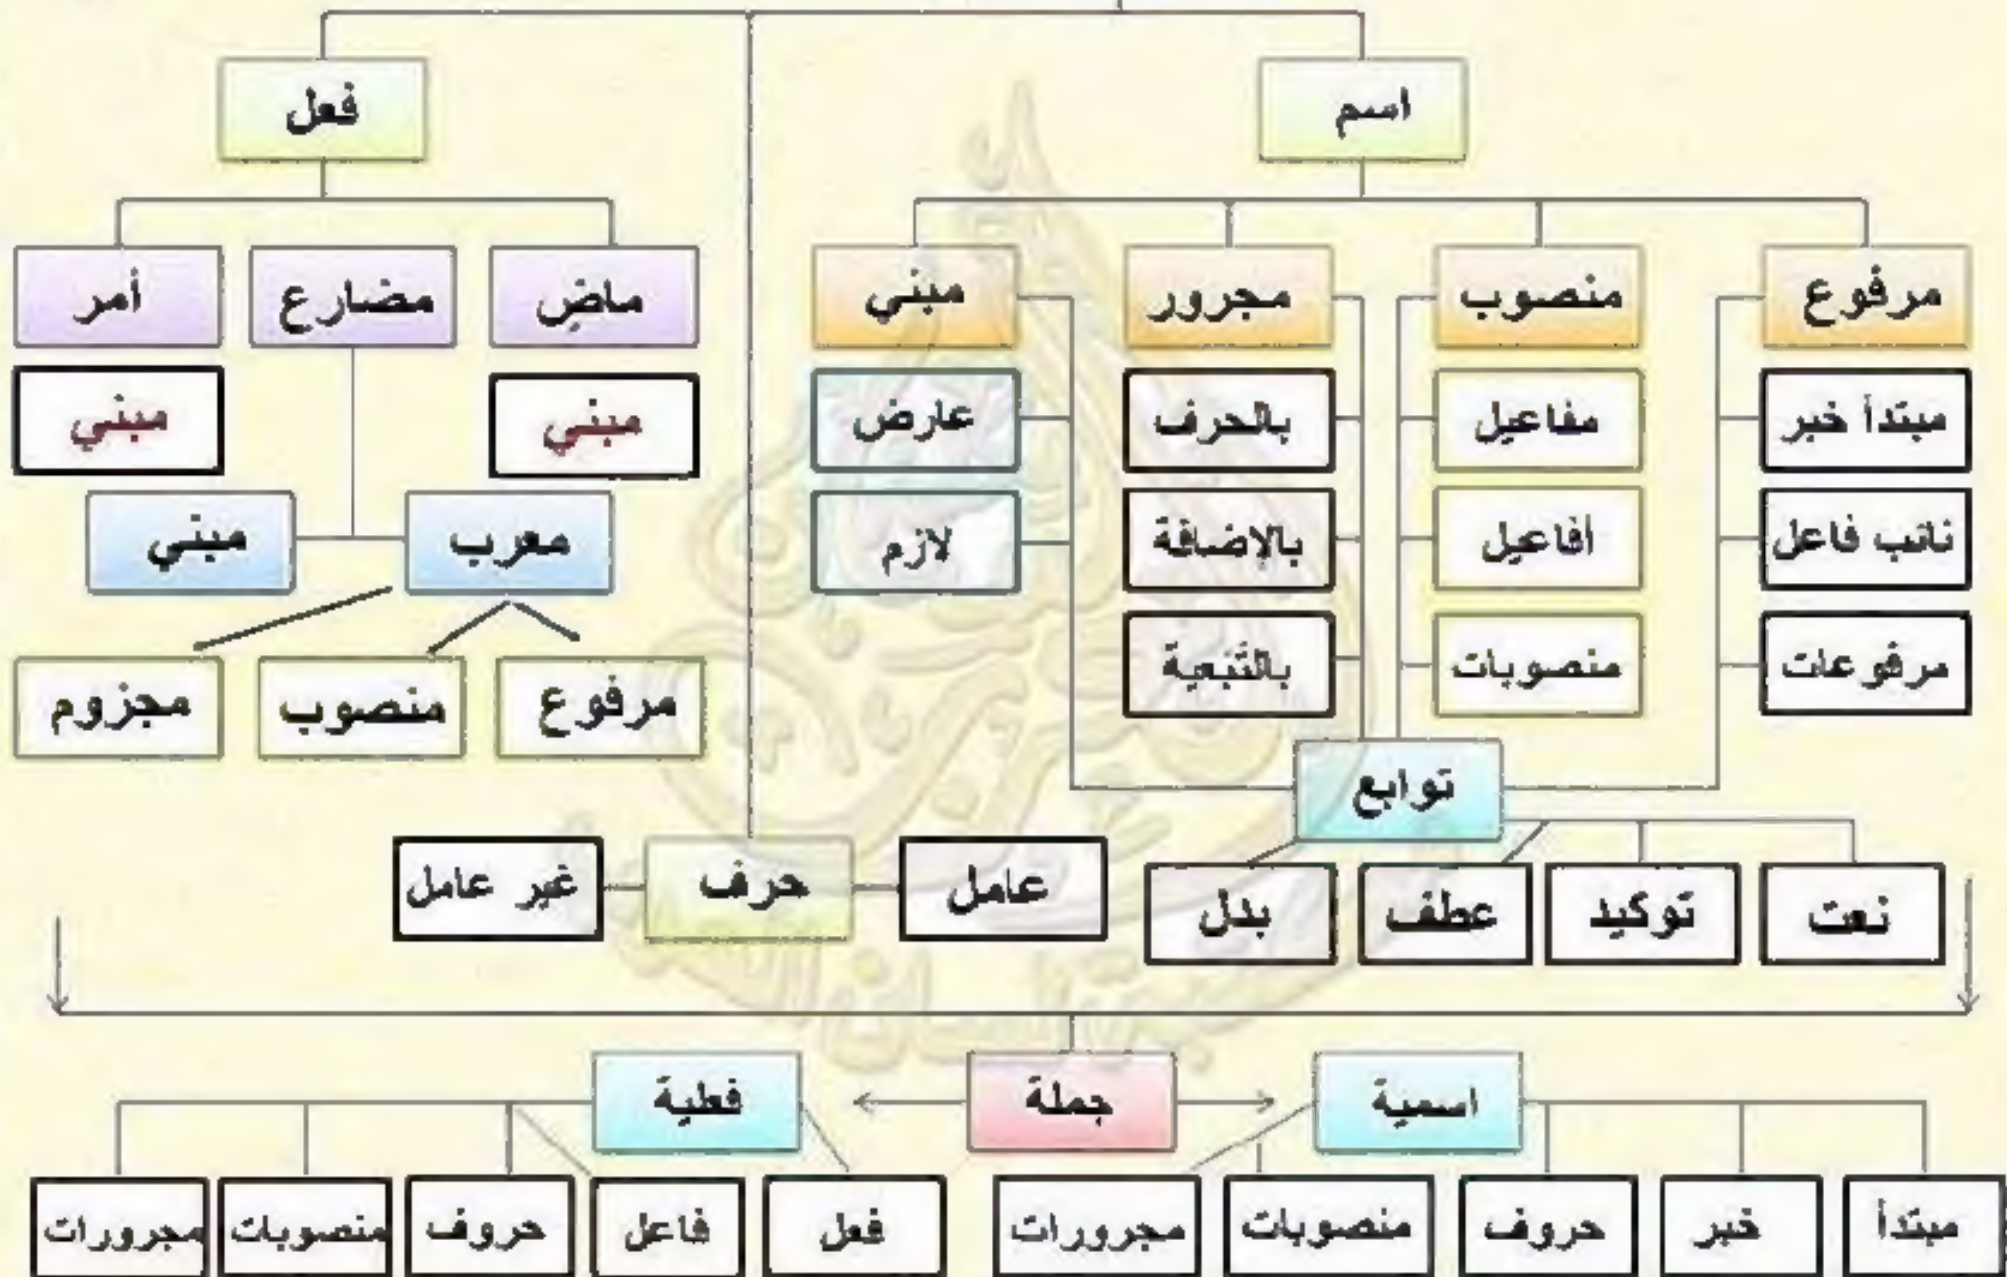 اسم
فعل
مرفوع
منصوب
مجرور
مبني
ماضٍ
مضارع
أمر
مبتدأ خبر
مفاعيل
بالحرف
عارض
مبني
مبني
نائب فاعل
أفاعيل
بالإضافة
لازم
معرب
مبني
مرفوعات
منصوبات
بالتبعية
مرفوع
منصوب
مجزوم
توابع
نعت
توكيد
عطف
بدل
عامل
حرف
غير عامل
اسمية
جملة
فعلية
مبتدأ
خبر
حروف
منصوبات
مجرورات
فعل
فاعل
حروف
منصوبات
مجرورات